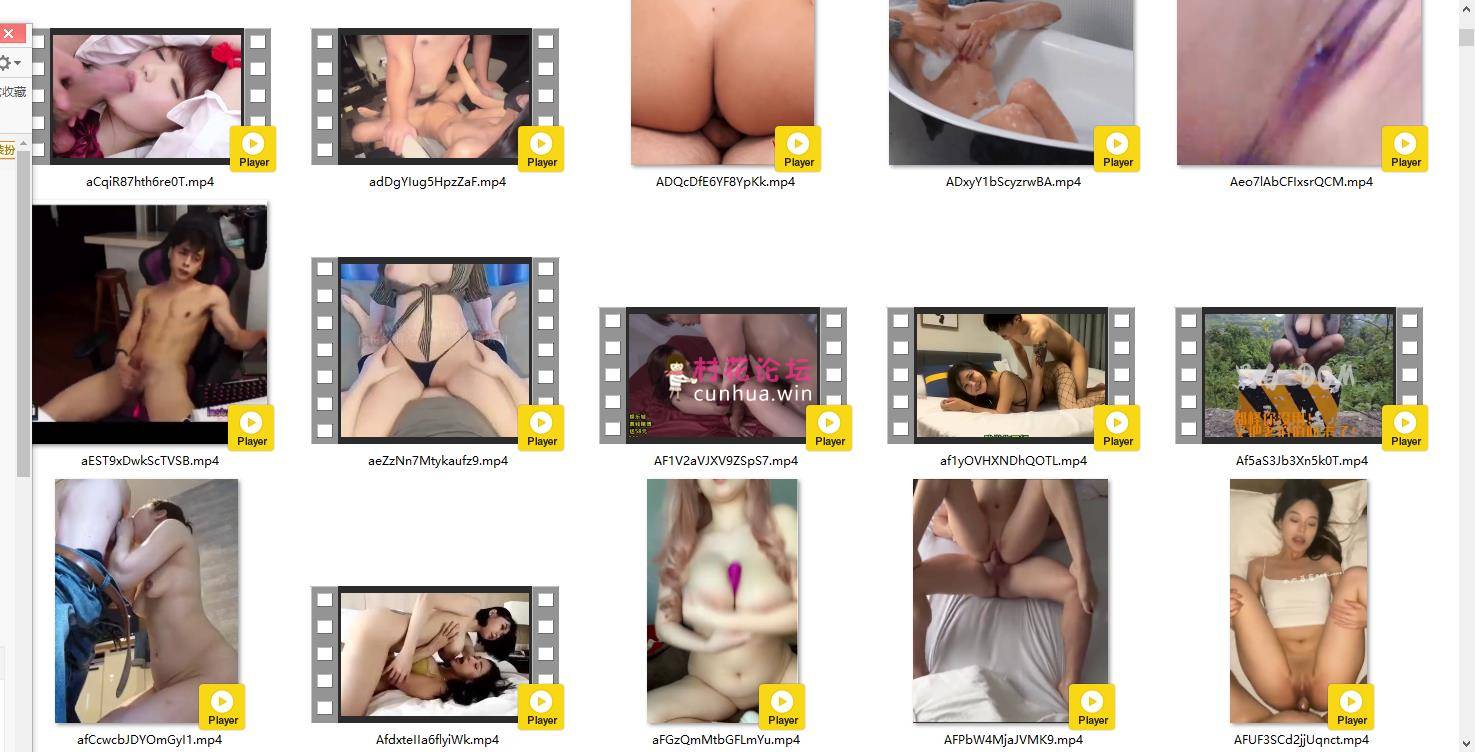 收藏
装扮
Player
Player
Player
Player
Player
aCqiR87hth6re0T.mp4
adDgYIug5HpzZaF.mp4
ADQcDfE6YF8YpKk.mp4
ADxyY1bScyzrwBA.mp4
Aeo7lAbCFIxsrQCM.mp4
村花论坛
cunhua.win
Player
Player
Player
Player
Player
aEST9xDwkScTVSB.mp4
aeZzNn7Mtykaufz9.mp4
AF1V2aVJXV9ZSpS7.mp4
af1yOVHXNDhQOTL.mp4
Af5aS3Jb3Xn5k0T.mp4
Player
Player
Player
Player
Player
afCcwcbJDYOmGyI1.mp4
AfdxteIIa6flyiWk.mp4
aFGzQmMtbGFLmYu.mp4
AFPbW4MjaJVMK9.mp4
AFUF3SCd2jjUqnct.mp4